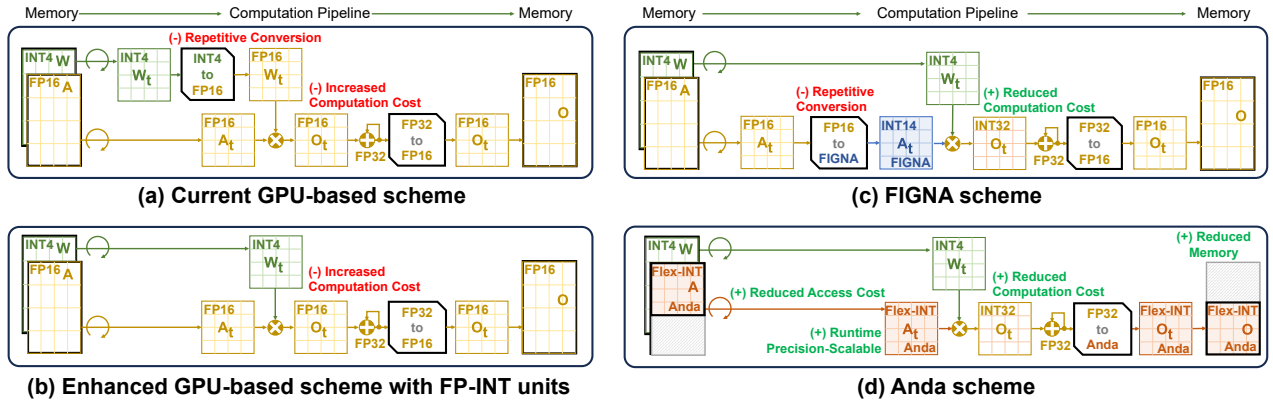 Memory Computation Pipeline Memory
INT4 W
FP16 A
INT4
Wt
(-) Repetitive Conversion
INT4
to
FP16
FP16
Wt
(-) Increased
Computation Cost
FP16
At
FP16
Ot
FP32
FP32
to
FP16
FP16
Ot
FP16
O
(a) Current GPU-based scheme
INT4 W
FP16 A
INT4
Wt
(-) Increased
Computation Cost
FP16
At
FP16
Ot
FP32
FP32
to
FP16
FP16
Ot
FP16
O
(b) Enhanced GPU-based scheme with FP-INT units
Memory Computation Pipeline Memory
INT4 W
FP16 A
INT4
Wt
(-) Repetitive
Conversion
(+) Reduced
Computation Cost
FP16
At
FP16
to
FIGNA
INT14
At
FIGNA
INT32
Ot
FP32
FP32
to
FP16
FP16
Ot
FP16
O
(c) FIGNA scheme
INT4 W
Flex-INT
A
Anda
INT4
Wt
(+) Reduced
Memory
(+) Reduced Access Cost
(+) Reduced
Computation Cost
(+) Runtime
Precision-Scalable
Flex-INT
At
Anda
INT32
Ot
FP32
FP32
to
Anda
Flex-INT
Ot
Anda
Flex-INT
O
Anda
(d) Anda scheme